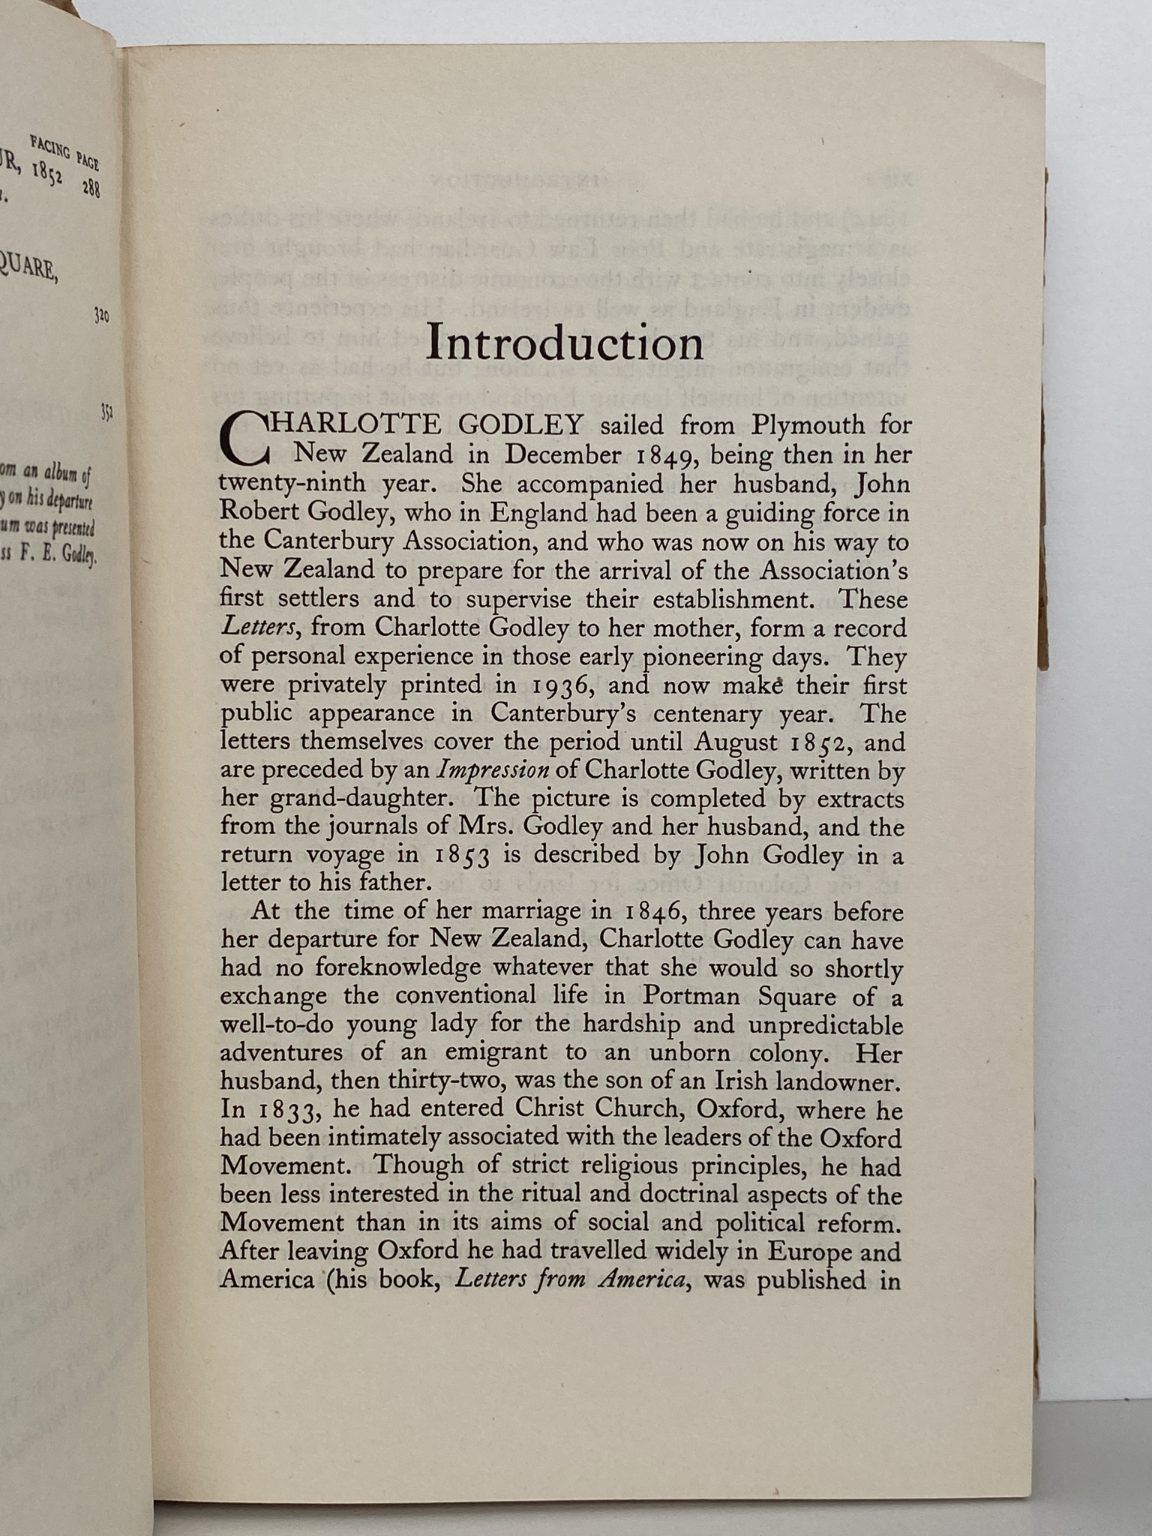 FACING PAGE
UR, 1852 288
QUARE,
320
352
om an album of
y on his departure
um was presented
ss F. E. Godley.
Introduction
CHARLOTTE GODLEY sailed from Plymouth for
New Zealand in December 1849, being then in her
twenty-ninth year. She accompanied her husband, John
Robert Godley, who in England had been a guiding force in
the Canterbury Association, and who was now on his way to
New Zealand to prepare for the arrival of the Association's
first settlers and to supervise their establishment. These
Letters, from Charlotte Godley to her mother, form a record
of personal experience in those early pioneering days. They
were privately printed in 1936, and now make their first
public appearance in Canterbury's centenary year. The
letters themselves cover the period until August 1852, and
are preceded by an Impression of Charlotte Godley, written by
her grand-daughter. The picture is completed by extracts
from the journals of Mrs. Godley and her husband, and the
return voyage in 1853 is described by John Godley in a
letter to his father.
At the time of her marriage in 1846, three years before
her departure for New Zealand, Charlotte Godley can have
had no foreknowledge whatever that she would so shortly
exchange the conventional life in Portman Square of a
well-to-do young lady for the hardship and unpredictable
adventures of an emigrant to an unborn colony. Her
husband, then thirty-two, was the son of an Irish landowner.
In 1833, he had entered Christ Church, Oxford, where he
had been intimately associated with the leaders of the Oxford
Movement. Though of strict religious principles, he had
been less interested in the ritual and doctrinal aspects of the
Movement than in its aims of social and political reform.
After leaving Oxford he had travelled widely in Europe and
America (his book, Letters from America, was published in